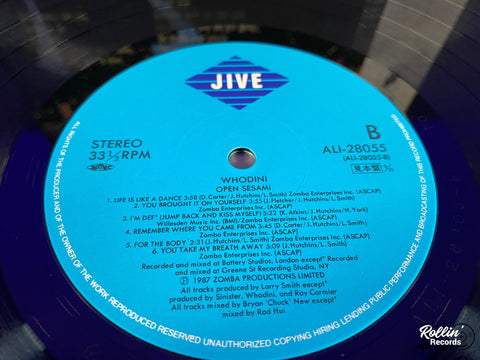 JIVE
STEREO
33 1/3 RPM
B
ALI-28055
(ALI-28055-B)
見本盤
WHODINI
OPEN SESAMI
1. LIFE IS LIKE A DANCE 3:58 (D.Carter/J.Hutchins/L.Smith) Zomba Enterprises Inc. (ASCAP)
2. YOU BROUGHT IT ON YOURSELF 3:55 (J.Fletcher/J.Hutchins/L.Smith)
Zomba Enterprises Inc. (ASCAP)
3. I'M DEF* (JUMP BACK AND KISS MYSELF) 5:22 (K. Atkins/J.Hutchins/H.York)
Willesden Music Inc. (BMI)/Zomba Enterprises Inc. (ASCAP)
4. REMEMBER WHERE YOU CAME FROM 3:45 (D.Carter/J.Hutchins/L.Smith)
Zomba Enterprises Inc. (ASCAP)
5. FOR THE BODY 2:31 (J.Hutchins/L.Smith) Zomba Enterprises Inc. (ASCAP)
6. YOU TAKE MY BREATH AWAY 5:09 (J.Hutchins/L.Smith)
Zomba Enterprises Inc. (ASCAP)
Recorded and mixed at Battery Studios, London except* Recorded
and mixed at Greene St Recording Studio, NY
℗ 1987 ZOMBA PRODUCTIONS LIMITED
All tracks produced by Larry Smith except*
produced by Sinister, Whodini, and Roy Cormier
All tracks mixed by Bryan 'Chuck' New except*
mixed by Rod Hui
ALL RIGHTS OF THE PRODUCER AND OF THE OWNER OF THE WORK REPRODUCED RESERVED UNAUTHORIZED COPYING HIRING LENDING PUBLIC PERFORMANCE AND BROADCASTING OF THIS RECORD PROHIBITED
Rollin'
Records